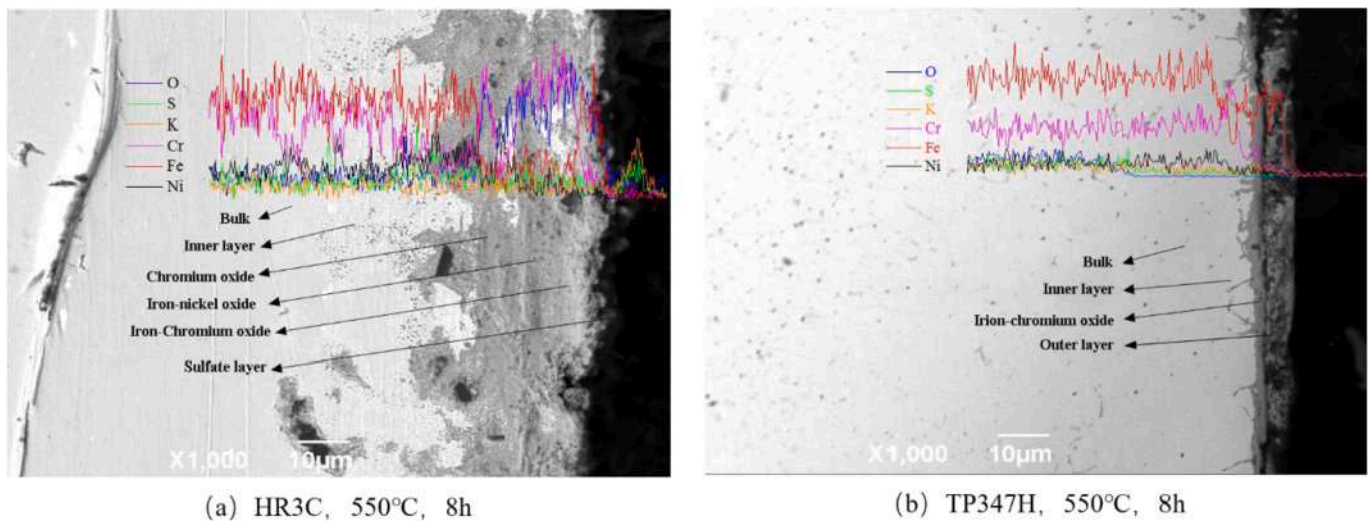 O
S
K
Cr
Fe
Ni
Bulk
Inner layer
Chromium oxide
Iron-nickel oxide
Iron-Chromium oxide
Sulfate layer
X1,000 10μm
(a) HR3C, 550℃, 8h
O
S
K
Cr
Fe
Ni
Bulk
Inner layer
Irion-chromium oxide
Outer layer
X1,000 10μm
(b) TP347H, 550℃, 8h